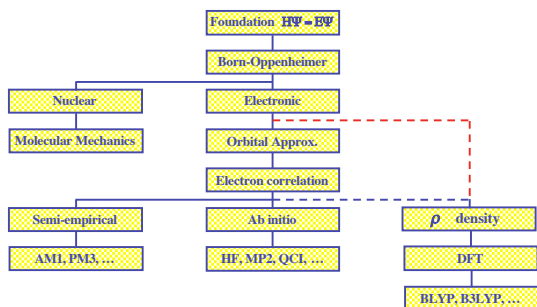 Foundation HΨ=EΨ
Born-Oppenheimer
Nuclear Electronic
Molecular Mechanics Orbital Approx.
Electron correlation
Semi-empirical Ab initio ρ density
AM1, PM3, ... HF, MP2, QCI, ... DFT
BLYP, B3LYP, ...